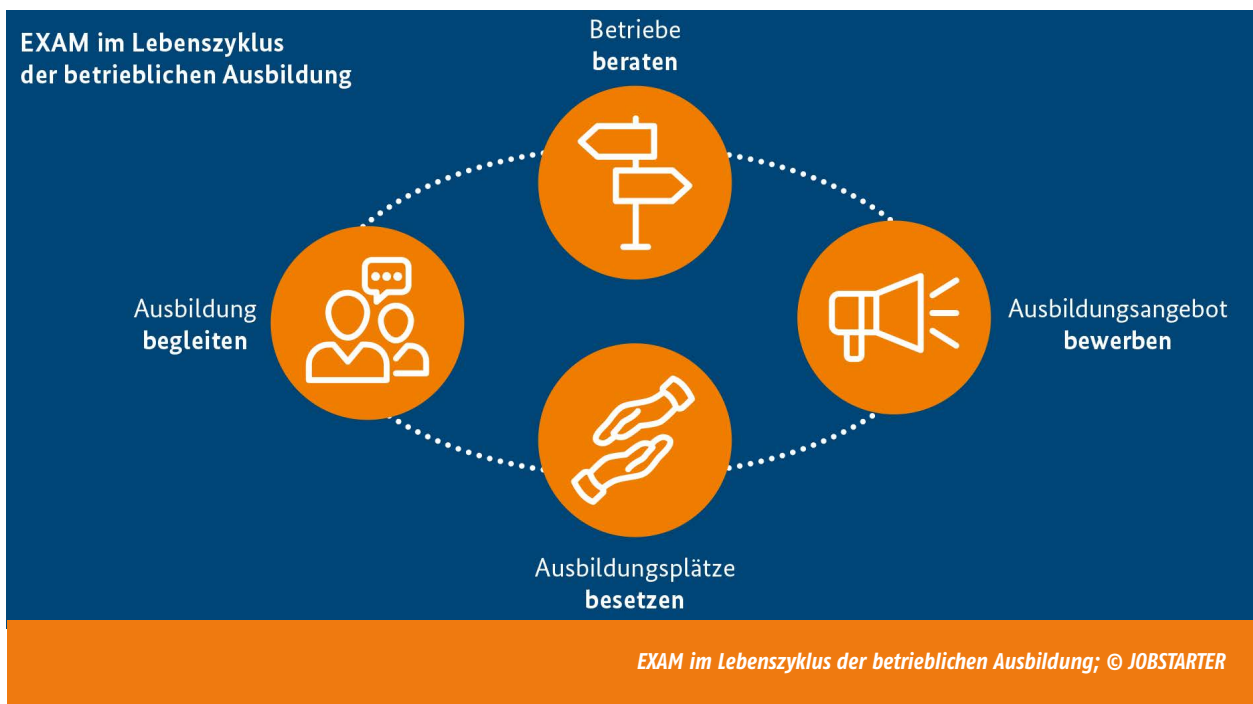 EXAM im Lebenszyklus
der betrieblichen Ausbildung
Betriebe
beraten
Ausbildung
begleiten
Ausbildungsangebot
bewerben
Ausbildungsplätze
besetzen
EXAM im Lebenszyklus der betrieblichen Ausbildung; © JOBSTARTER